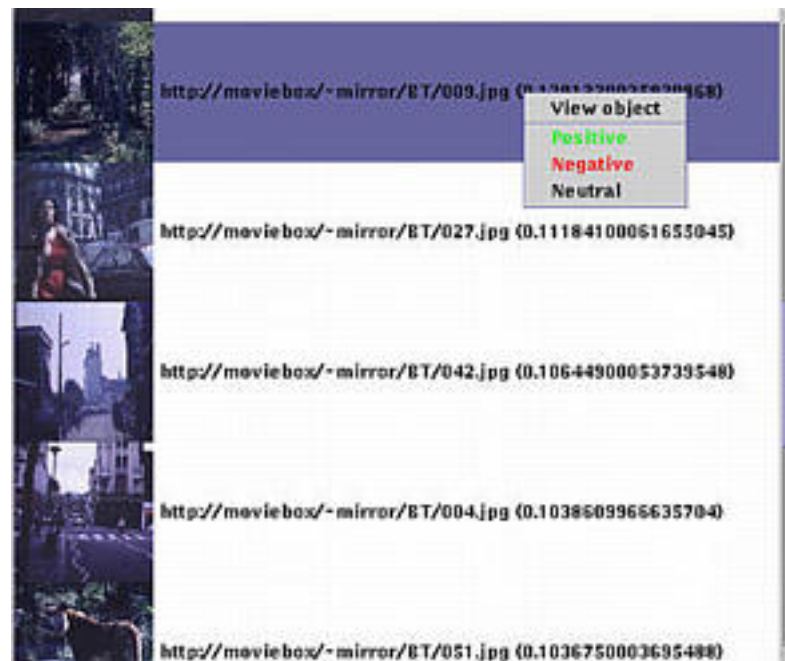 http://moviebox/~mirror/BT/009.jpg
View object
Positive
Negative
Neutral
http://moviebox/~mirror/BT/027.jpg (0.11184100061655045)
http://moviebox/~mirror/BT/042.jpg (0.10644900053739548)
http://moviebox/~mirror/BT/004.jpg (0.1038609966635704)
http://moviebox/~mirror/BT/051.jpg (0.1036750003695488)